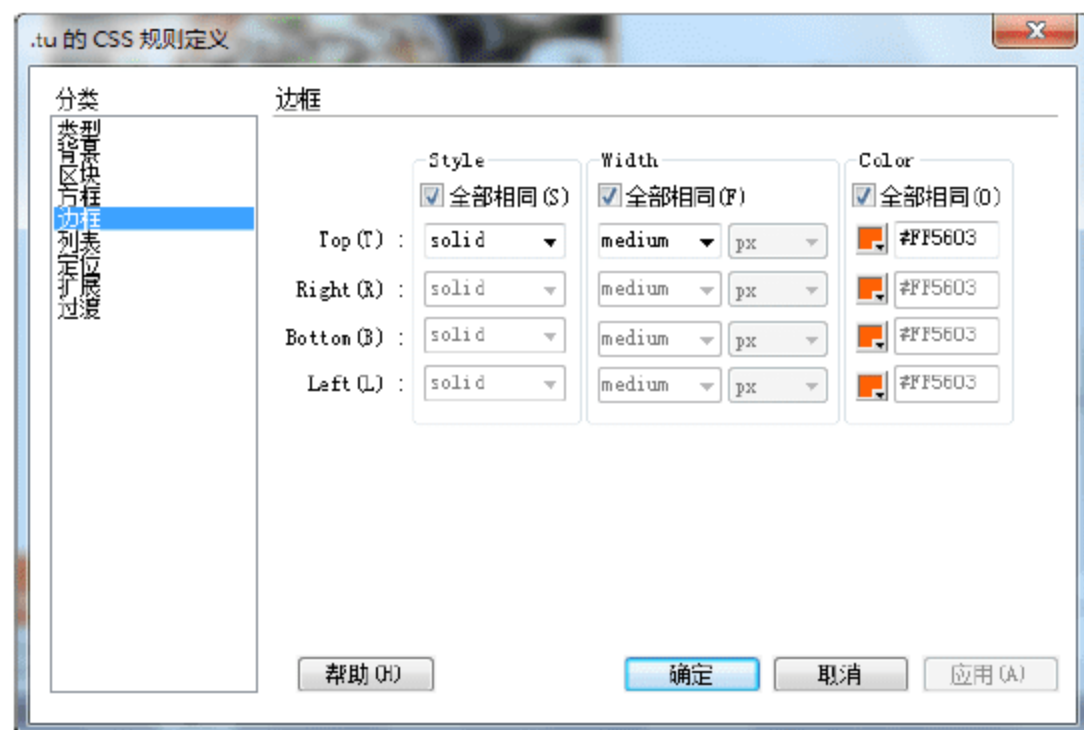 .tu 的 CSS 规则定义
分类
类型
背景
区块
方框
边框
列表
定位
扩展
过渡
边框
Style
Width
Color
全部相同(S)
全部相同(F)
全部相同(O)
Top(T) : solid medium px #FF5603
Right(R) : solid medium px #FF5603
Bottom(B) : solid medium px #FF5603
Left(L) : solid medium px #FF5603
帮助(H)
确定
取消
应用(A)